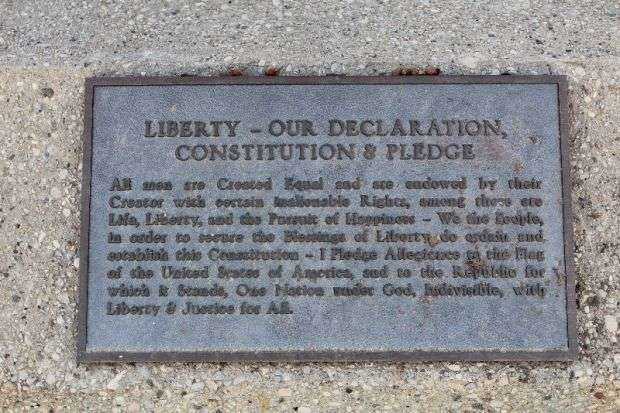 LIBERTY – OUR DECLARATION,
CONSTITUTION & PLEDGE
All men are Created Equal and are endowed by their
Creator with certain Inalienable Rights, among these are
Life, Liberty, and the Pursuit of Happiness – We the People,
in order to secure the Blessings of Liberty do ordain and
establish this Constitution – I Pledge Allegiance to the Flag
of the United States of America, and to the Republic for
which it Stands, One Nation under God, Indivisible, with
Liberty & Justice for All.